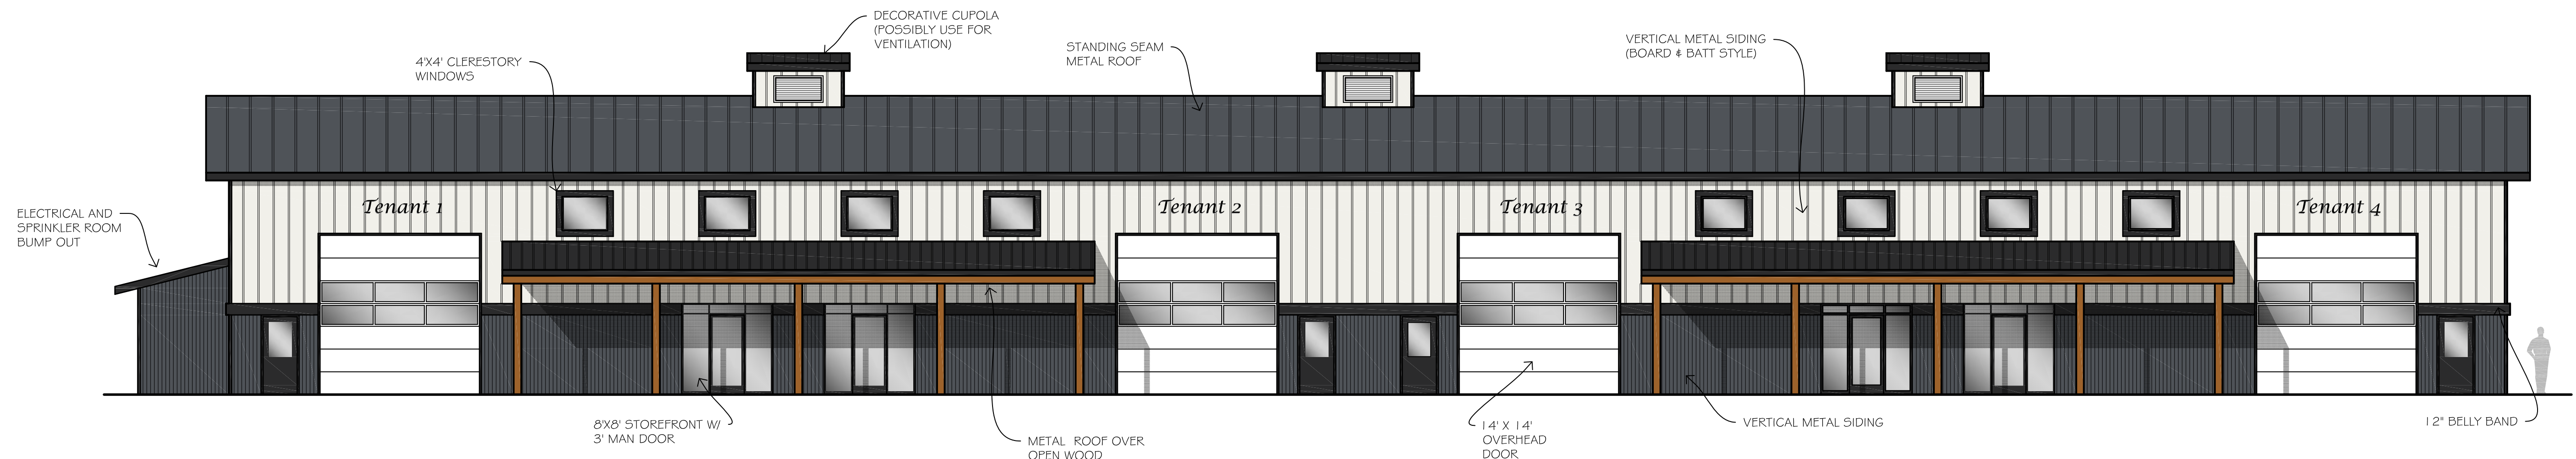 DECORATIVE CUPOLA
(POSSIBLY USE FOR
VENTILATION)
4'X4' CLERESTORY
WINDOWS
STANDING SEAM
METAL ROOF
VERTICAL METAL SIDING
(BOARD & BATT STYLE)
ELECTRICAL AND
SPRINKLER ROOM
BUMP OUT
Tenant 1
Tenant 2
Tenant 3
Tenant 4
8'X8' STOREFRONT W/
3' MAN DOOR
METAL ROOF OVER
OPEN WOOD
14' X 14'
OVERHEAD
DOOR
VERTICAL METAL SIDING
12" BELLY BAND